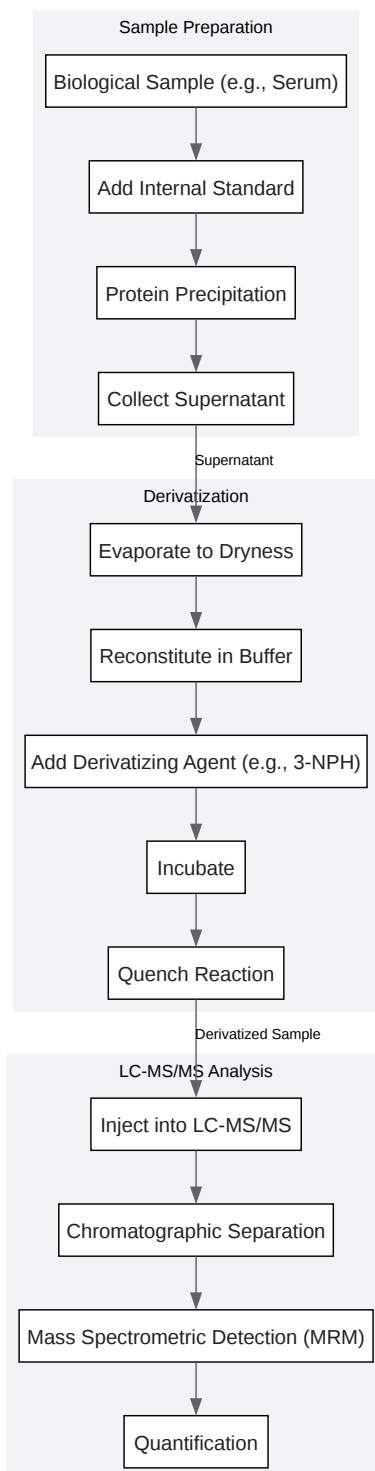 Sample Preparation
Biological Sample (e.g., Serum)
Add Internal Standard
Protein Precipitation
Collect Supernatant
Supernatant
Derivatization
Evaporate to Dryness
Reconstitute in Buffer
Add Derivatizing Agent (e.g., 3-NPH)
Incubate
Quench Reaction
Derivatized Sample
LC-MS/MS Analysis
Inject into LC-MS/MS
Chromatographic Separation
Mass Spectrometric Detection (MRM)
Quantification